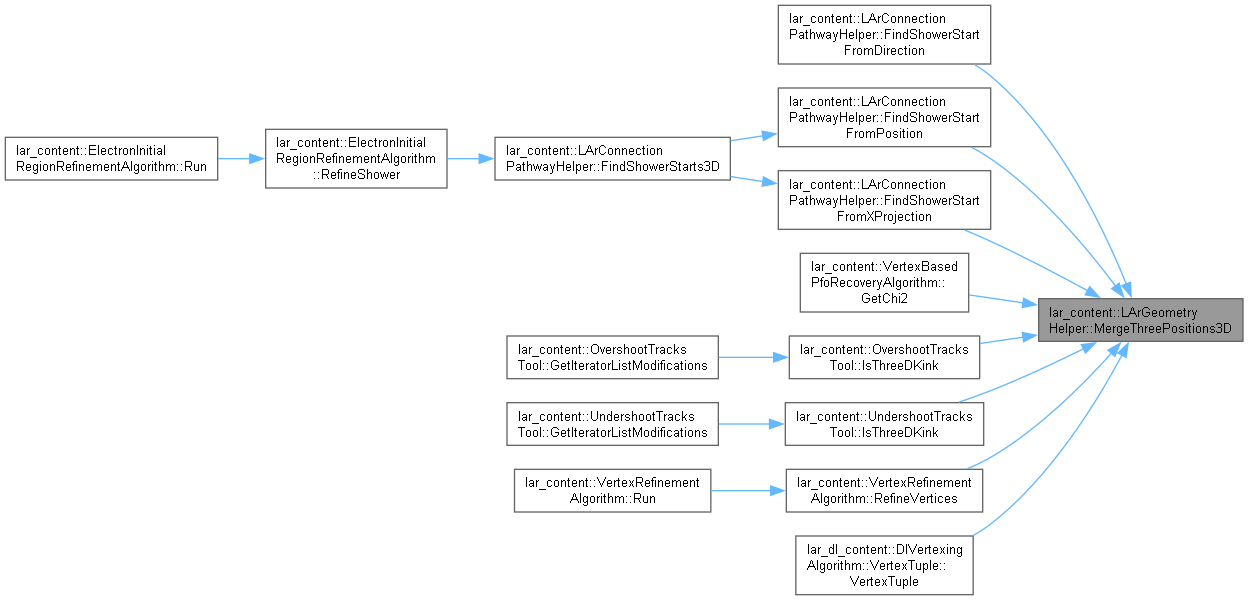 lar_content::LArConnection
PathwayHelper::FindShowerStart
FromDirection
lar_content::LArConnection
PathwayHelper::FindShowerStart
FromPosition
lar_content::ElectronInitial
RegionRefinementAlgorithm::Run
lar_content::ElectronInitial
RegionRefinementAlgorithm
::RefineShower
lar_content::LArConnection
PathwayHelper::FindShowerStarts3D
lar_content::LArConnection
PathwayHelper::FindShowerStart
FromXProjection
lar_content::VertexBased
PfoRecoveryAlgorithm::
GetChi2
lar_content::LArGeometry
Helper::MergeThreePositions3D
lar_content::OvershootTracks
Tool::GetIteratorListModifications
lar_content::OvershootTracks
Tool::IsThreeDKink
lar_content::UndershootTracks
Tool::GetIteratorListModifications
lar_content::UndershootTracks
Tool::IsThreeDKink
lar_content::VertexRefinement
Algorithm::Run
lar_content::VertexRefinement
Algorithm::RefineVertices
lar_dl_content::DlVertexing
Algorithm::VertexTuple::
VertexTuple